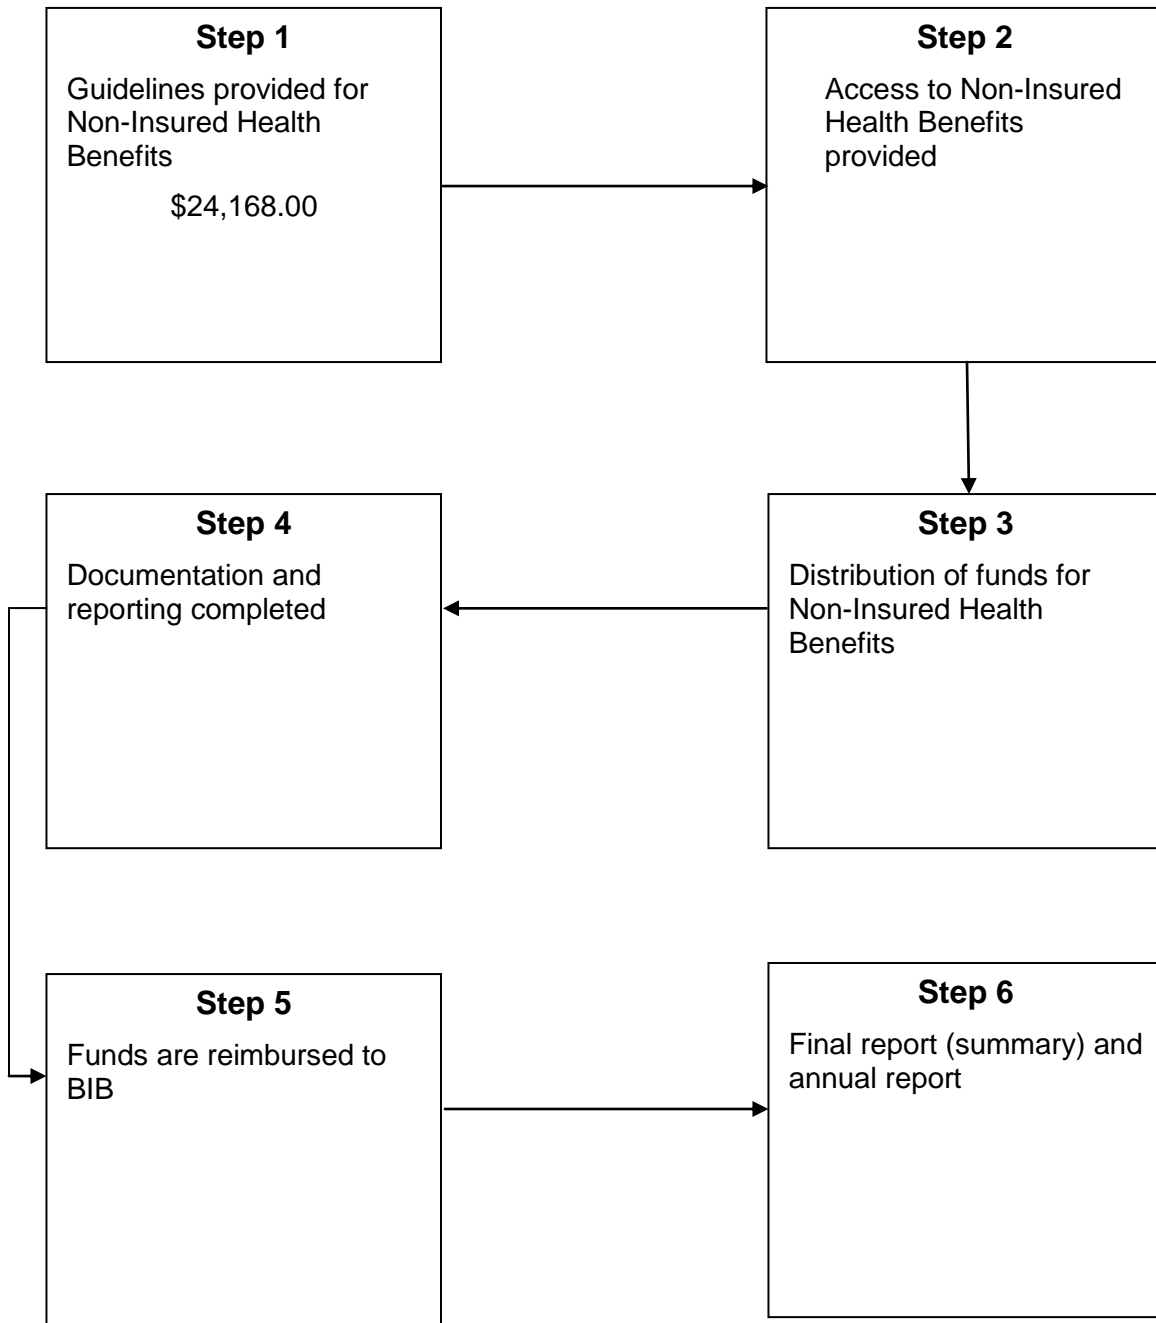 Step 1
Guidelines provided for
Non-Insured Health
Benefits
$24,168.00
Step 2
Access to Non-Insured
Health Benefits
provided
Step 3
Distribution of funds for
Non-Insured Health
Benefits
Step 4
Documentation and
reporting completed
Step 5
Funds are reimbursed to
BIB
Step 6
Final report (summary) and
annual report